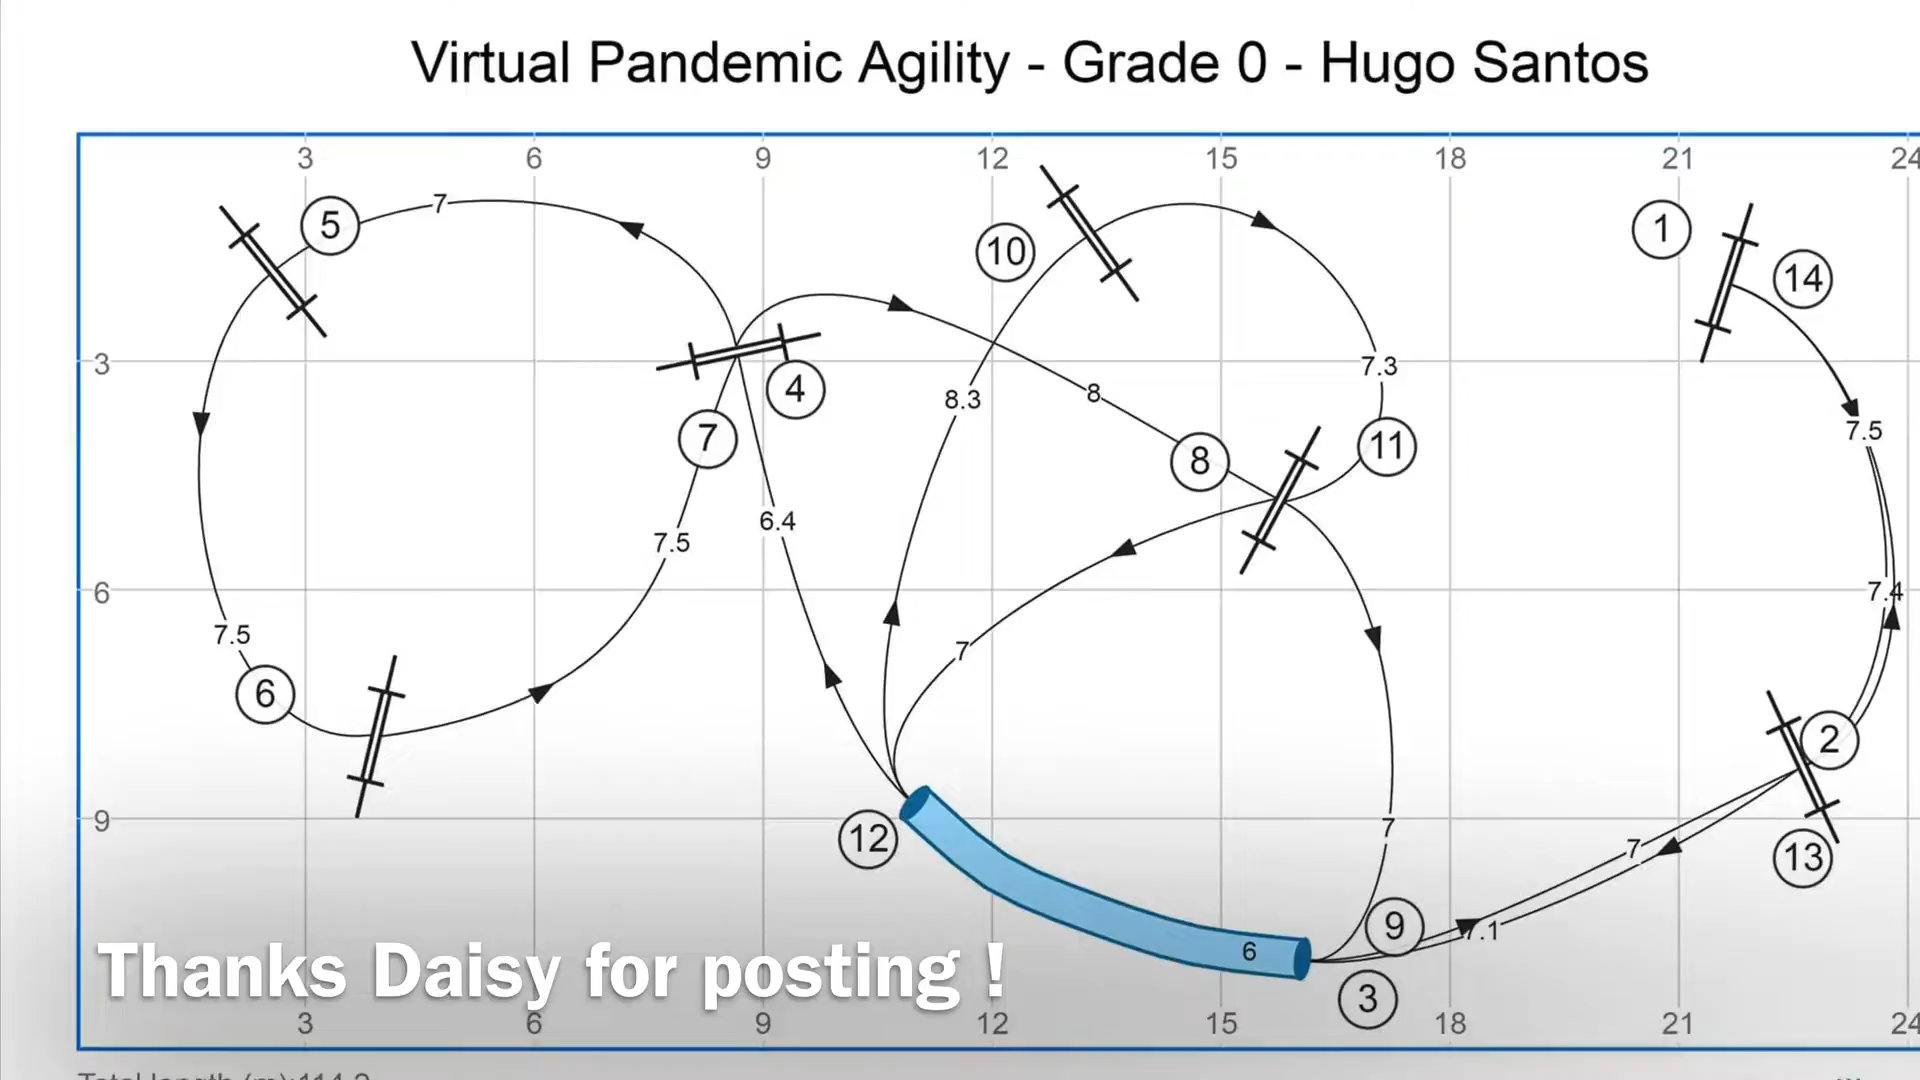 Virtual Pandemic Agility - Grade 0 - Hugo Santos
3 6 9 12 15 18 21 24
5 7 10 1 14
3 4 7.3
8.3 8 7.5
7 8 11
6.4
7.5
6 7.4
7.5 7
6 2
9 12 7 7 13
9 7.1
Thanks Daisy for posting !
6 3
3 6 9 12 15 18 21 24